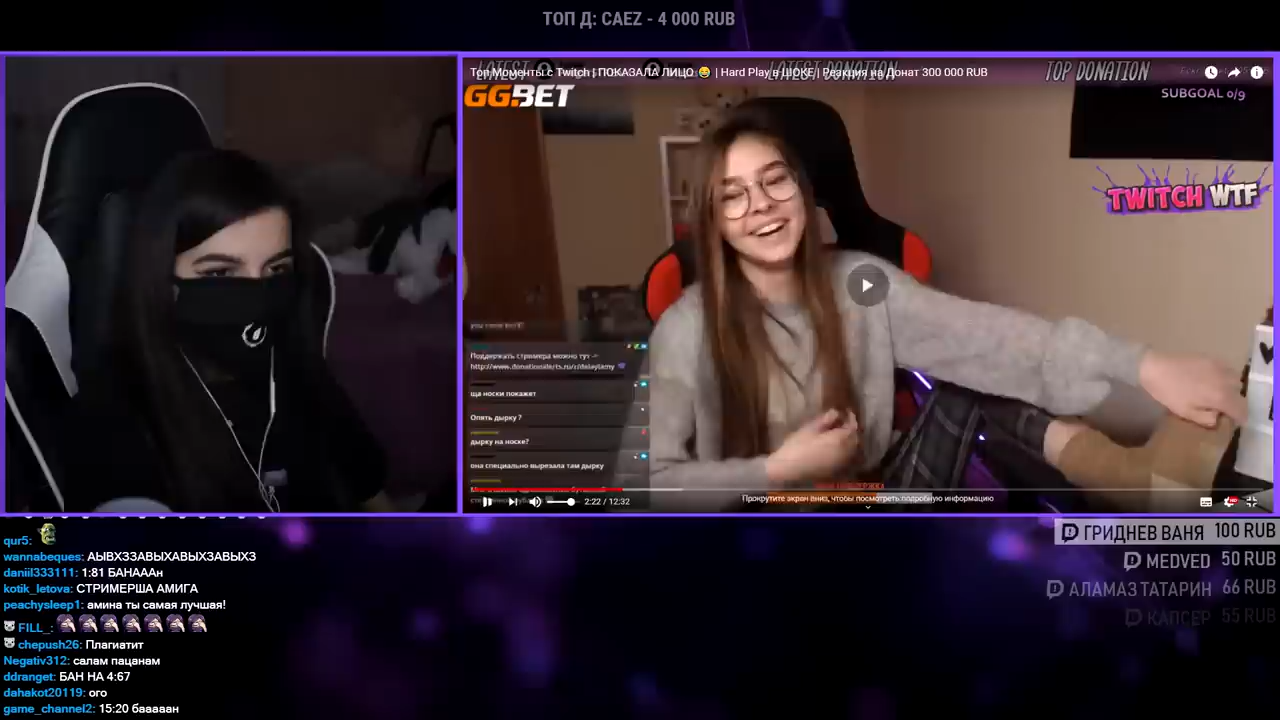 ТОП Д: CAEZ - 4 000 RUB
Топ Моменты с Twitch | ПОКАЗАЛА ЛИЦО 😂 | Hard Play в ШОКЕ | Реакция на Донат 300 000 RUB
TOP DONATION
GGBET
SUBGOAL 0/9
TWITCH WTF
Поддержать стримера можно тут ->
http://www.donationalerts.ru/r/dalaylamy
ща носки покажет
Опять дырку ?
дырку на носке?
она специально вырезала там дырку
2:22 / 12:32
Прокрутите экран вниз, чтобы посмотреть подробную информацию
qur5:
wannabeques: АЫВХЗЗАВЫХАВЫХЗАВЫХЗ
daniil333111: 1:81 БАНАААн
kotik_letova: СТРИМЕРША АМИГА
peachysleep1: амина ты самая лучшая!
FILL_:
chepush26: Плагиатит
Negativ312: салам пацанам
ddranget: БАН НА 4:67
dahakot20119: ого
game_channel2: 15:20 бааааан
ГРИДНЕВ ВАНЯ 100 RUB
MEDVED 50 RUB
АЛАМАЗ ТАТАРИН 66 RUB
КАПСЕР 55 RUB